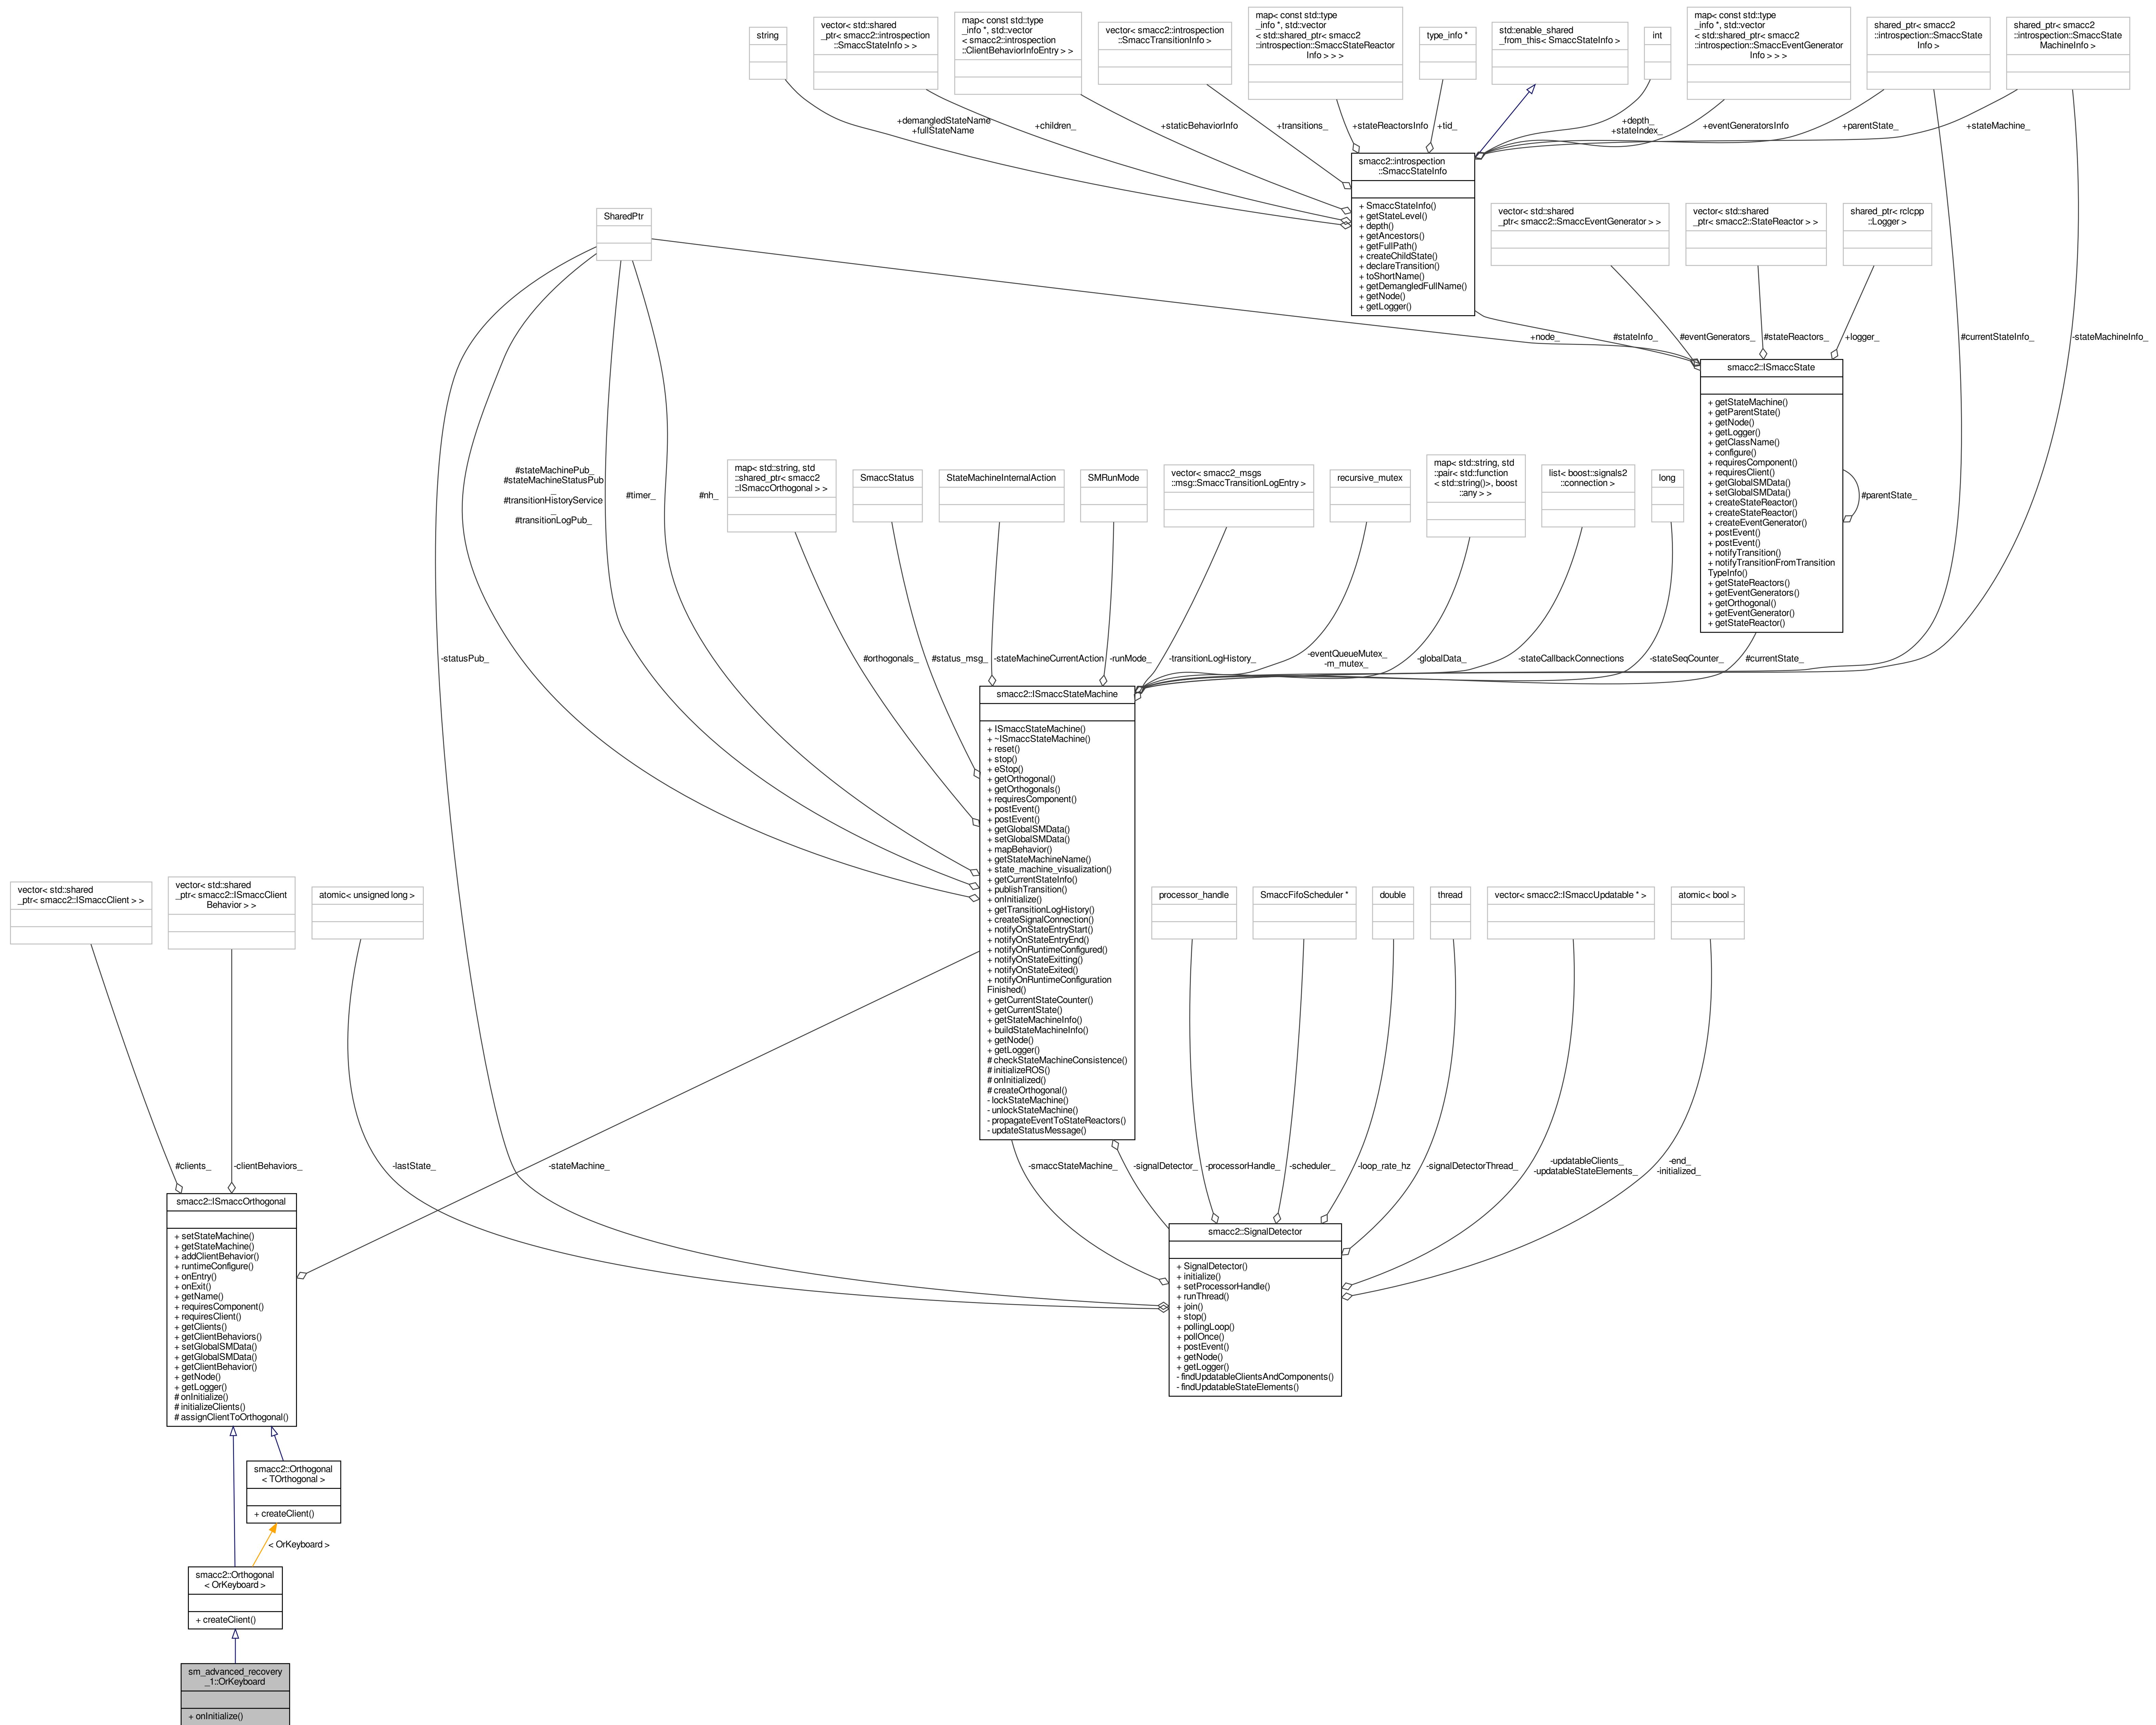 string
vector< std::shared
_ptr< smacc2::introspection
::SmaccStateInfo > >
map< const std::type
_info *, std::vector
< smacc2::introspection
::ClientBehaviorInfoEntry > >
vector< smacc2::introspection
::SmaccTransitionInfo >
map< const std::type
_info *, std::vector
< std::shared_ptr< smacc2
::introspection::SmaccStateReactor
Info > > >
type_info *
std::enable_shared
_from_this< SmaccStateInfo >
int
map< const std::type
_info *, std::vector
< std::shared_ptr< smacc2
::introspection::SmaccEventGenerator
Info > > >
shared_ptr< smacc2
::introspection::SmaccState
Info >
shared_ptr< smacc2
::introspection::SmaccState
MachineInfo >
+demangledStateName
+fullStateName
+children_
+staticBehaviorInfo
+transitions_
+stateReactorsInfo
+tid_
+depth_
+stateIndex_
+eventGeneratorsInfo
+parentState_
+stateMachine_
smacc2::introspection
::SmaccStateInfo
+ SmaccStateInfo()
+ getStateLevel()
+ depth()
+ getAncestors()
+ getFullPath()
+ createChildState()
+ declareTransition()
+ toShortName()
+ getDemangledFullName()
+ getNode()
+ getLogger()
SharedPtr
vector< std::shared
_ptr< smacc2::SmaccEventGenerator > >
vector< std::shared
_ptr< smacc2::StateReactor > >
shared_ptr< rclcpp
::Logger >
+node_
#stateInfo_
#eventGenerators_
#stateReactors_
+logger_
#currentStateInfo_
-stateMachineInfo_
smacc2::ISmaccState
+ getStateMachine()
+ getParentState()
+ getNode()
+ getLogger()
+ getClassName()
+ configure()
+ requiresComponent()
+ requiresClient()
+ getGlobalSMData()
+ setGlobalSMData()
+ createStateReactor()
+ createStateReactor()
+ createEventGenerator()
+ postEvent()
+ postEvent()
+ notifyTransition()
+ notifyTransitionFromTransition
TypeInfo()
+ getStateReactors()
+ getEventGenerators()
+ getOrthogonal()
+ getEventGenerator()
+ getStateReactor()
#parentState_
#stateMachinePub_
#stateMachineStatusPub
_
#transitionHistoryService
_
#transitionLogPub_
#timer_
#nh_
map< std::string, std
::shared_ptr< smacc2
::ISmaccOrthogonal > >
SmaccStatus
StateMachineInternalAction
SMRunMode
vector< smacc2_msgs
::msg::SmaccTransitionLogEntry >
recursive_mutex
map< std::string, std
::pair< std::function
< std::string()>, boost
::any > >
list< boost::signals2
::connection >
long
-statusPub_
#orthogonals_
#status_msg_
-stateMachineCurrentAction
-runMode_
-transitionLogHistory_
-eventQueueMutex_
-m_mutex_
-globalData_
-stateCallbackConnections
-stateSeqCounter_
#currentState_
smacc2::ISmaccStateMachine
+ ISmaccStateMachine()
+ ~ISmaccStateMachine()
+ reset()
+ stop()
+ eStop()
+ getOrthogonal()
+ getOrthogonals()
+ requiresComponent()
+ postEvent()
+ postEvent()
+ getGlobalSMData()
+ setGlobalSMData()
+ mapBehavior()
+ getStateMachineName()
+ state_machine_visualization()
+ getCurrentStateInfo()
+ publishTransition()
+ onInitialize()
+ getTransitionLogHistory()
+ createSignalConnection()
+ notifyOnStateEntryStart()
+ notifyOnStateEntryEnd()
+ notifyOnRuntimeConfigured()
+ notifyOnStateExitting()
+ notifyOnStateExited()
+ notifyOnRuntimeConfiguration
Finished()
+ getCurrentStateCounter()
+ getCurrentState()
+ getStateMachineInfo()
+ buildStateMachineInfo()
+ getNode()
+ getLogger()
# checkStateMachineConsistence()
# initializeROS()
# onInitialized()
# createOrthogonal()
- lockStateMachine()
- unlockStateMachine()
- propagateEventToStateReactors()
- updateStatusMessage()
vector< std::shared
_ptr< smacc2::ISmaccClient > >
vector< std::shared
_ptr< smacc2::ISmaccClient
Behavior > >
atomic< unsigned long >
processor_handle
SmaccFifoScheduler *
double
thread
vector< smacc2::ISmaccUpdatable * >
atomic< bool >
#clients_
-clientBehaviors_
-lastState_
-stateMachine_
-smaccStateMachine_
-signalDetector_
-processorHandle_
-scheduler_
-loop_rate_hz
-signalDetectorThread_
-updatableClients_
-updatableStateElements_
-end_
-initialized_
smacc2::ISmaccOrthogonal
+ setStateMachine()
+ getStateMachine()
+ addClientBehavior()
+ runtimeConfigure()
+ onEntry()
+ onExit()
+ getName()
+ requiresComponent()
+ requiresClient()
+ getClients()
+ getClientBehaviors()
+ setGlobalSMData()
+ getGlobalSMData()
+ getClientBehavior()
+ getNode()
+ getLogger()
# onInitialize()
# initializeClients()
# assignClientToOrthogonal()
smacc2::SignalDetector
+ SignalDetector()
+ initialize()
+ setProcessorHandle()
+ runThread()
+ join()
+ stop()
+ pollingLoop()
+ pollOnce()
+ postEvent()
+ getNode()
+ getLogger()
- findUpdatableClientsAndComponents()
- findUpdatableStateElements()
smacc2::Orthogonal
< TOrthogonal >
+ createClient()
< OrKeyboard >
smacc2::Orthogonal
< OrKeyboard >
+ createClient()
sm_advanced_recovery
_1::OrKeyboard
+ onInitialize()